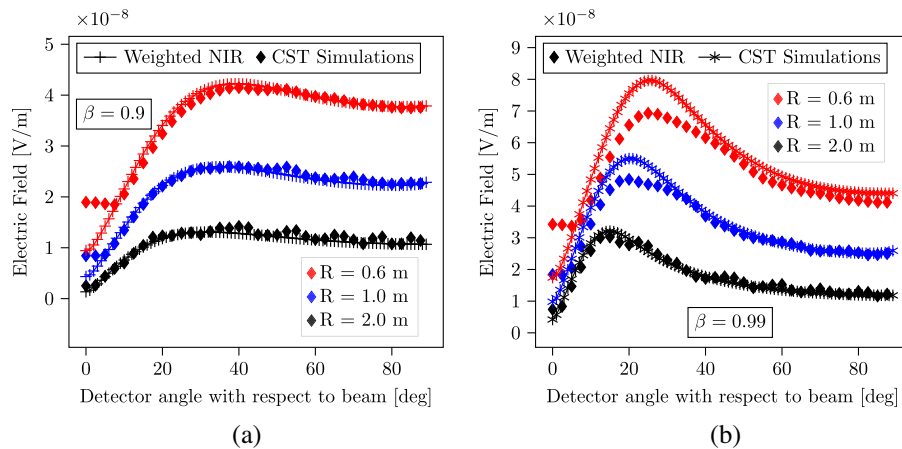 ×10−8
5
4
3
2
1
0
Electric Field [V/m]
Weighted NIR
CST Simulations
β = 0.9
R = 0.6 m
R = 1.0 m
R = 2.0 m
0 20 40 60 80
Detector angle with respect to beam [deg]
(a)
×10−8
9
8
7
6
5
4
3
2
1
0
Electric Field [V/m]
Weighted NIR
CST Simulations
R = 0.6 m
R = 1.0 m
R = 2.0 m
β = 0.99
0 20 40 60 80
Detector angle with respect to beam [deg]
(b)